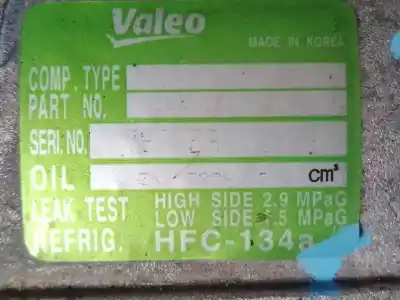 Valeo
MADE IN KOREA
COMP. TYPE
PART NO.
SERI. NO.
OIL cm³
LEAK TEST HIGH SIDE 2.9 MPaG
LOW SIDE .5 MPaG
REFRIG. HFC-134a